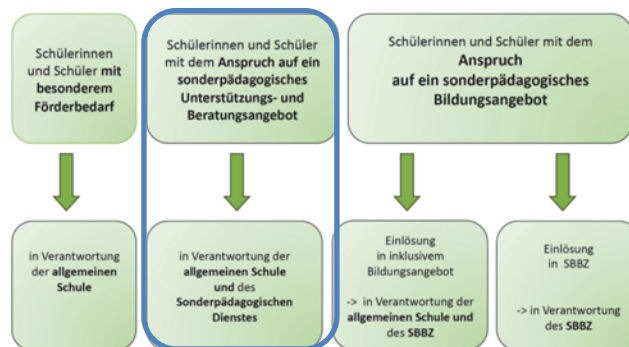 Schülerinnen
und Schüler mit
besonderem
Förderbedarf
Schülerinnen und Schüler
mit dem Anspruch auf ein
sonderpädagogisches
Unterstützungs- und
Beratungsangebot
Schülerinnen und Schüler mit dem
Anspruch
auf ein sonderpädagogisches
Bildungsangebot
in Verantwortung
der allgemeinen
Schule
in Verantwortung der
allgemeinen Schule
und des
Sonderpädagogischen
Dienstes
Einlösung
in inklusivem
Bildungsangebot
-> in Verantwortung der
allgemeinen Schule und
des SBBZ
Einlösung
in SBBZ
-> in Verantwortung
des SBBZ